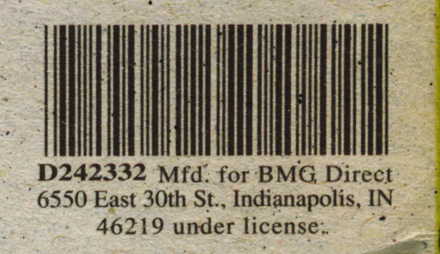 D242332 Mfd. for BMG Direct
6550 East 30th St., Indianapolis, IN
46219 under license.